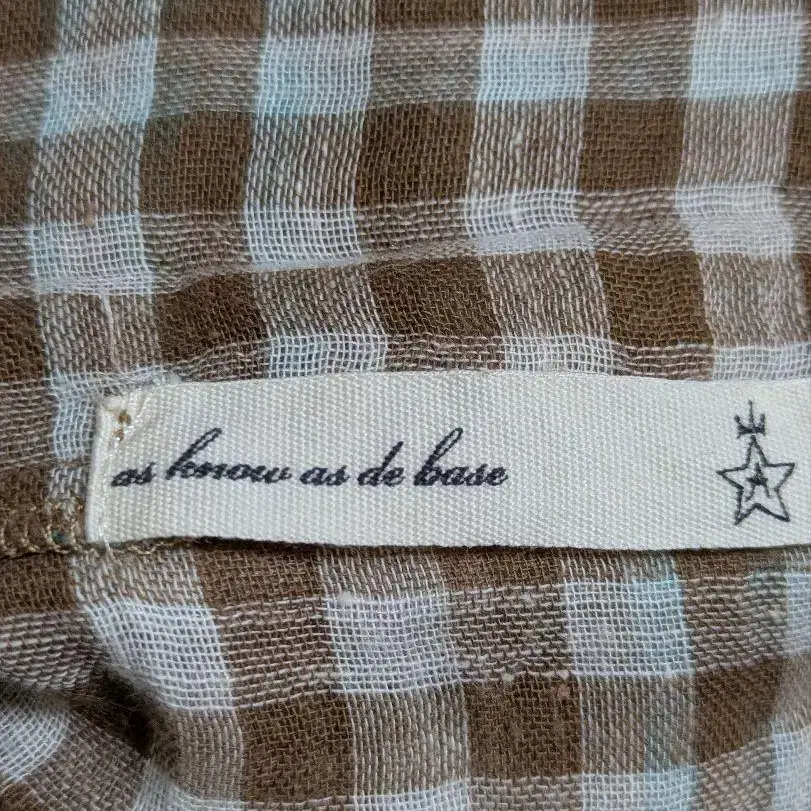 as know as de base
A